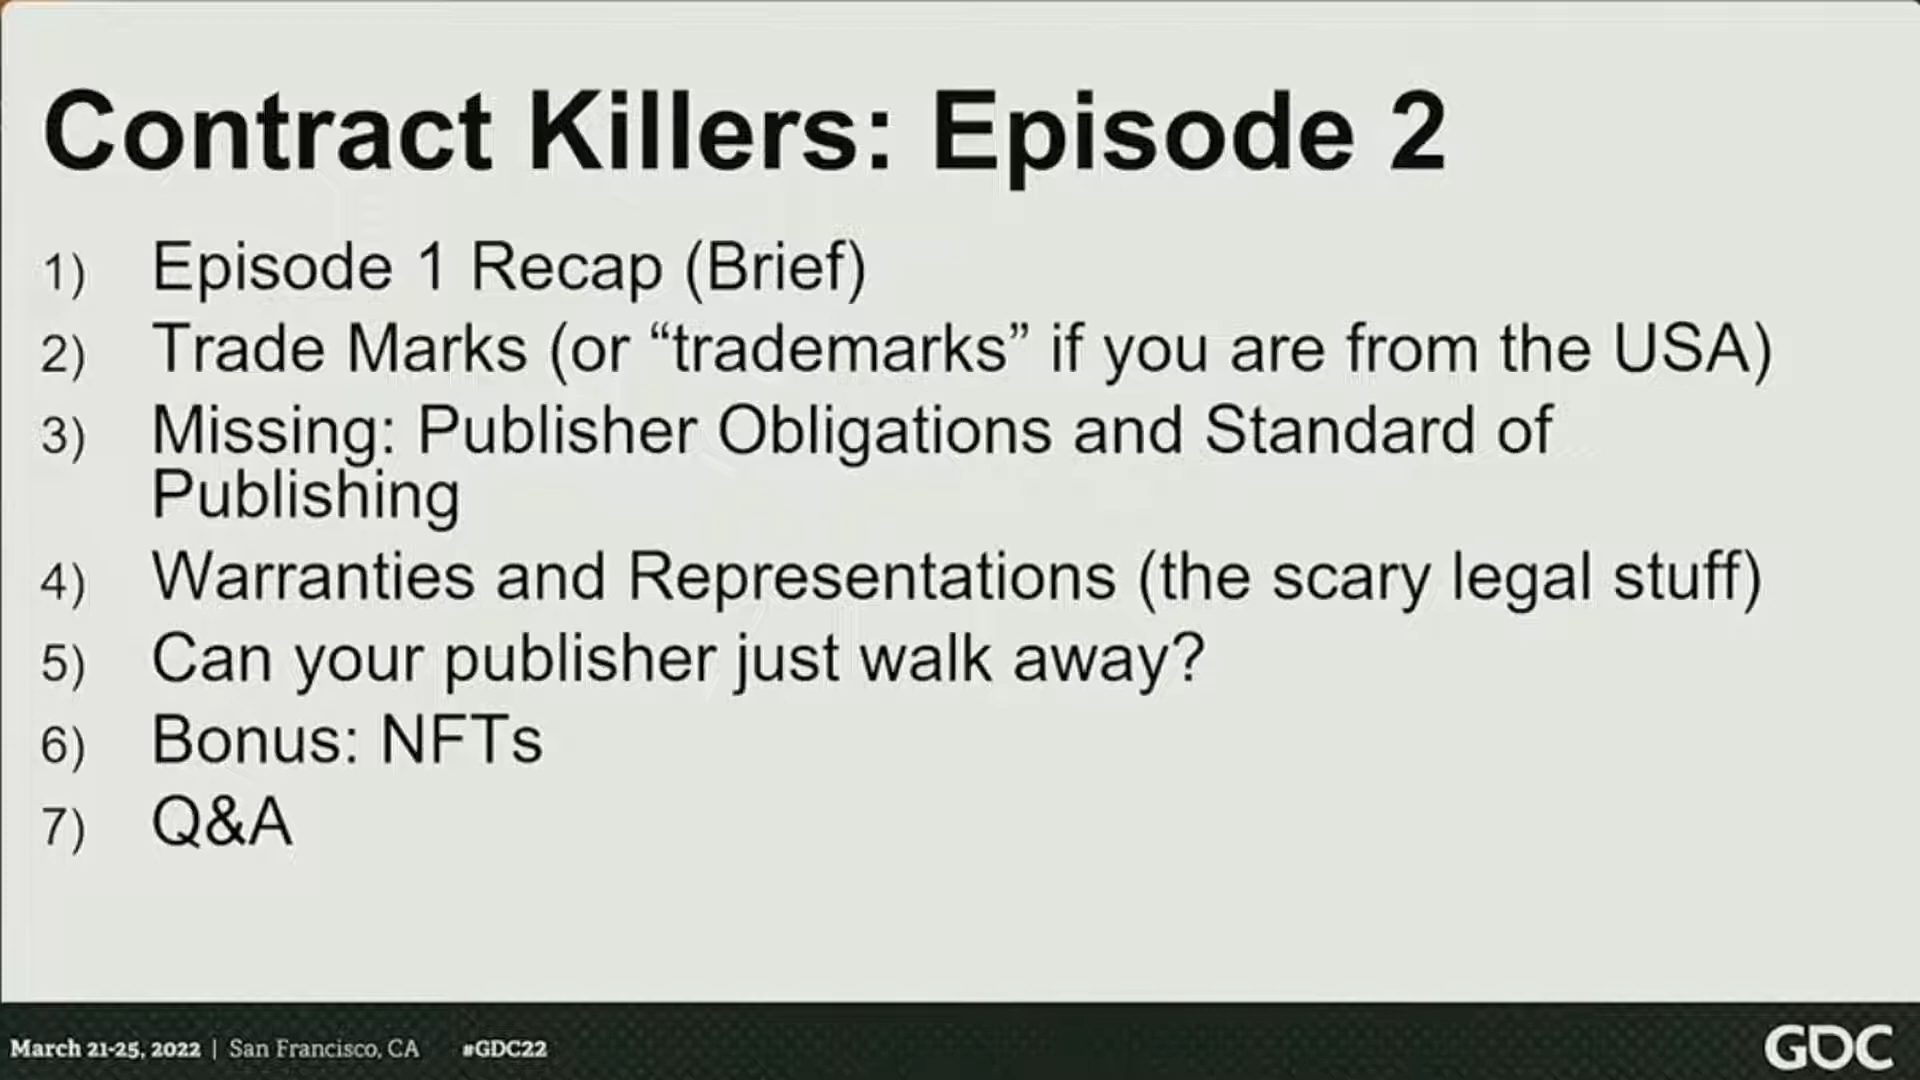 Contract Killers: Episode 2
1) Episode 1 Recap (Brief)
2) Trade Marks (or “trademarks” if you are from the USA)
3) Missing: Publisher Obligations and Standard of
Publishing
4) Warranties and Representations (the scary legal stuff)
5) Can your publisher just walk away?
6) Bonus: NFTs
7) Q&A
March 21-25, 2022 | San Francisco, CA #GDC22
GDC